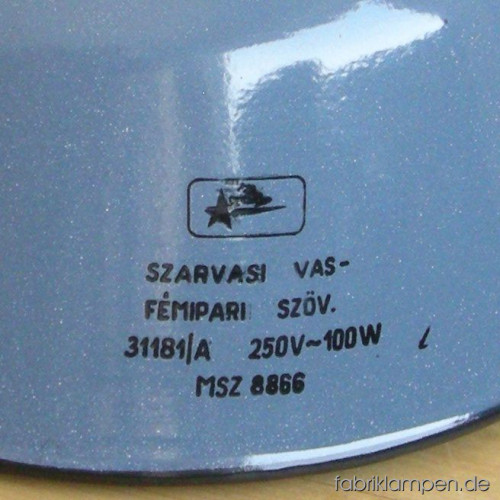 SZARVASI VAS-
FÉMIPARI SZÖV.
31181/A 250V~100W
MSZ 8866
fabriklampen.de